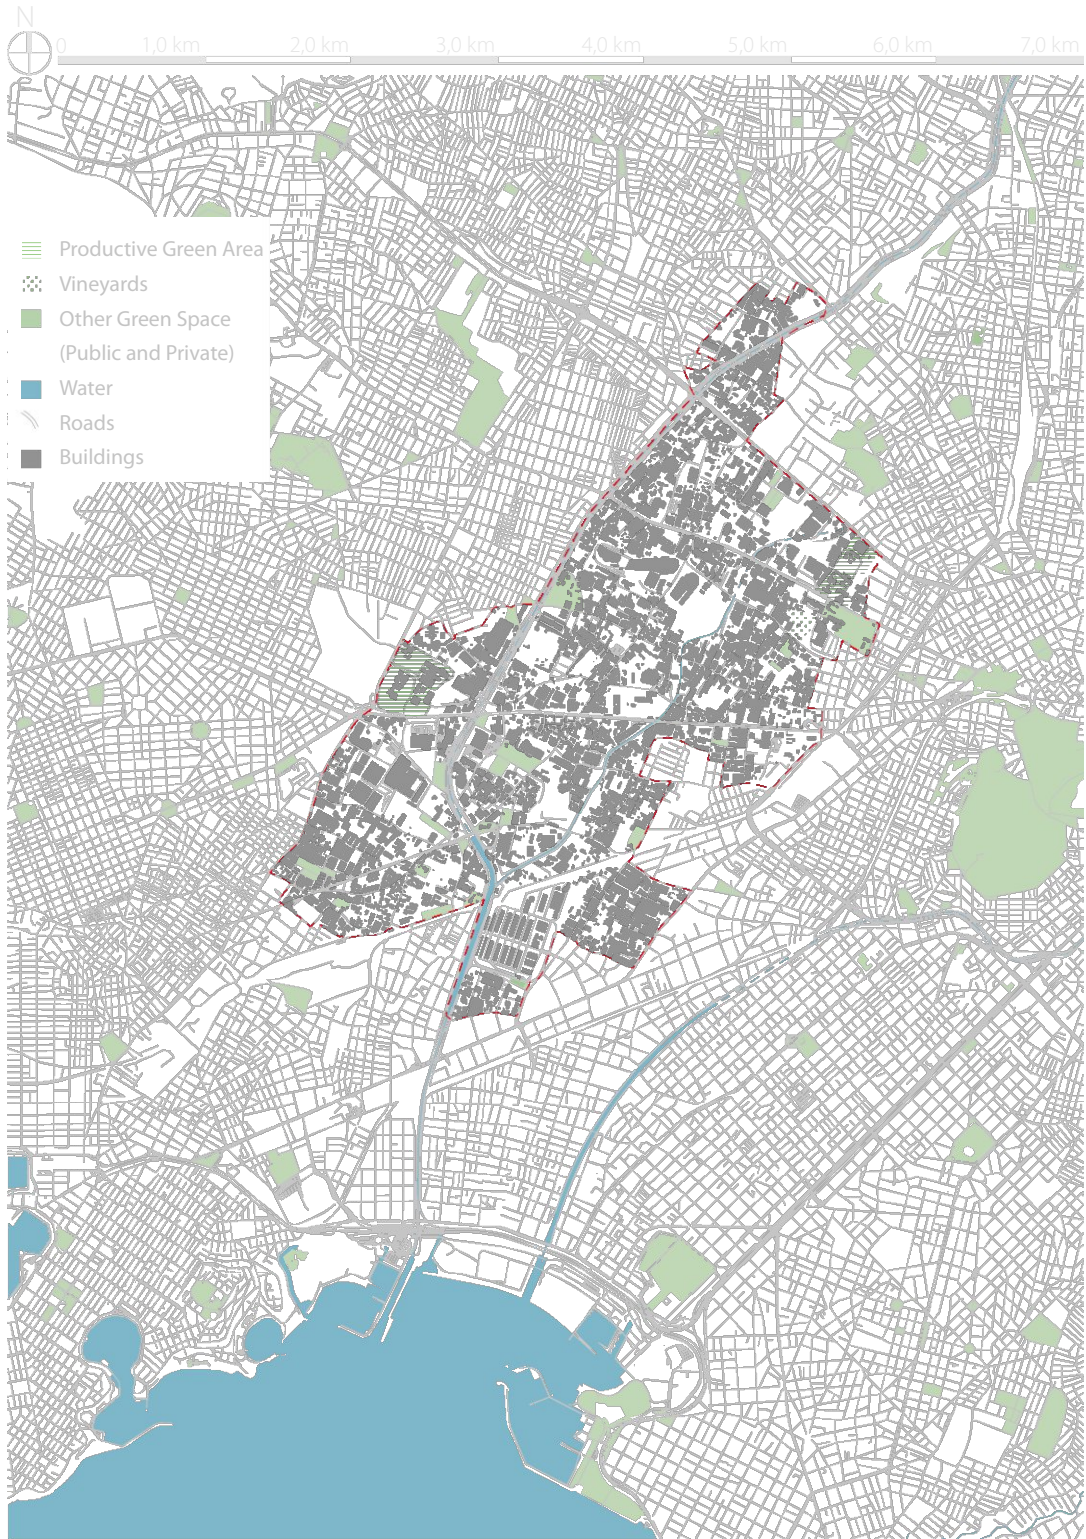 N
0 1,0 km 2,0 km 3,0 km 4,0 km 5,0 km 6,0 km 7,0 km
Productive Green Area
Vineyards
Other Green Space
(Public and Private)
Water
Roads
Buildings